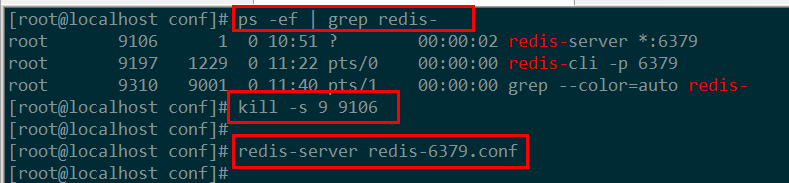 [root@localhost conf]# ps -ef | grep redis-
root       9106      1  0 10:51 ?        00:00:02 redis-server *:6379
root       9197   1229  0 11:22 pts/0    00:00:00 redis-cli -p 6379
root       9310   9001  0 11:40 pts/1    00:00:00 grep --color=auto redis-
[root@localhost conf]# kill -s 9 9106
[root@localhost conf]#
[root@localhost conf]# redis-server redis-6379.conf
[root@localhost conf]#